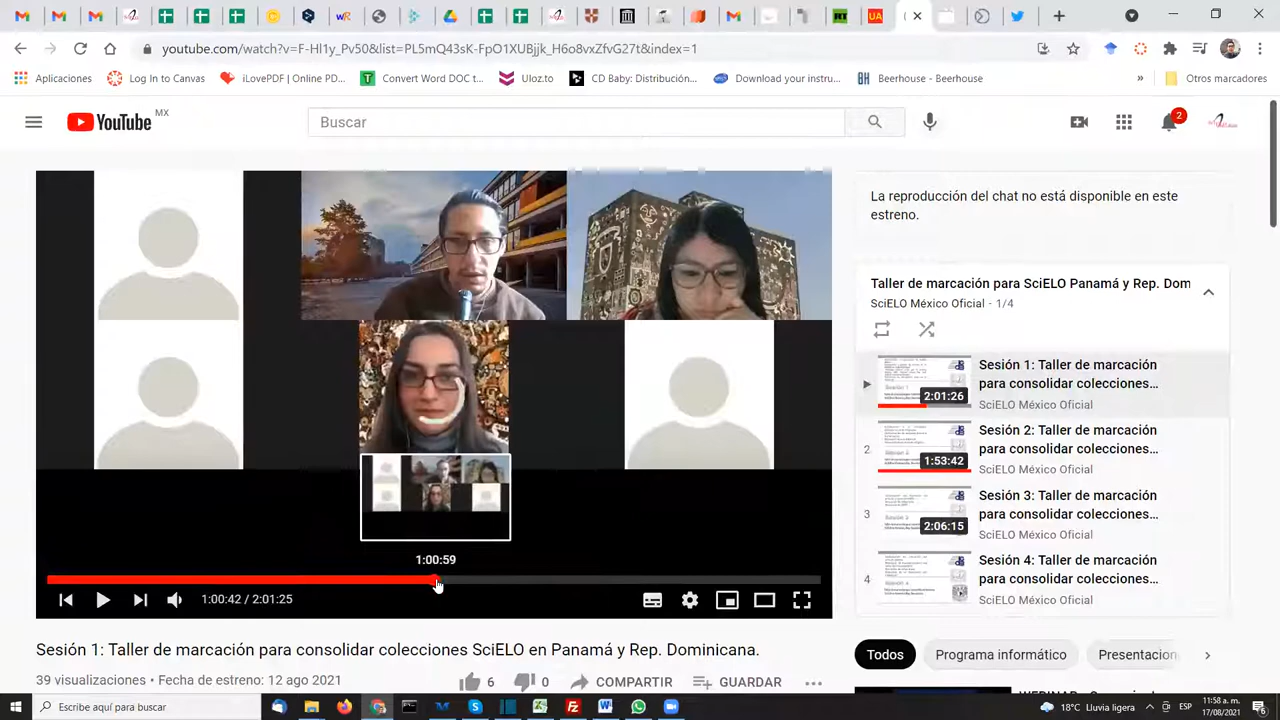 youtube.com/watch?v=F-Hl1y_Pv50&list=PL5mQ43sK-FpO1XUBjjk_H6o8vxZfvG27t&index=1
Aplicaciones
Log In to Canvas
iLovePDF | Online PD...
Convert Word DOC t...
Uloz.to
CD Baby: Distribución...
Download your instru...
BH
Beerhouse - Beerhouse
»
Otros marcadores
YouTube MX
Buscar
2
La reproducción del chat no está disponible en este
estreno.
Taller de marcación para SciELO Panamá y Rep. Dom
SciELO México Oficial - 1/4
Sesión 1: Taller de marcación
para consolidar colecciones...
SciELO México Oficial
2:01:26
2
Sesión 2: Taller de marcación
para consolidar colecciones...
SciELO México Oficial
1:53:42
3
Sesión 3: Taller de marcación
para consolidar colecciones...
SciELO México Oficial
2:06:15
4
Sesión 4: Taller de marcación
para consolidar colecciones...
SciELO México Oficial
1:00:59
:42 / 2:01:25
Sesión 1: Taller de marcación para consolidar colecciones SciELO en Panamá y Rep. Dominicana.
39 visualizaciones • Fecha de estreno: 12 ago 2021
6
0
COMPARTIR
GUARDAR
Todos
Programa informático
Presentacion
Escribe aquí para
18°C Lluvia ligera
ESP
11:58 a. m.
17/08/2021